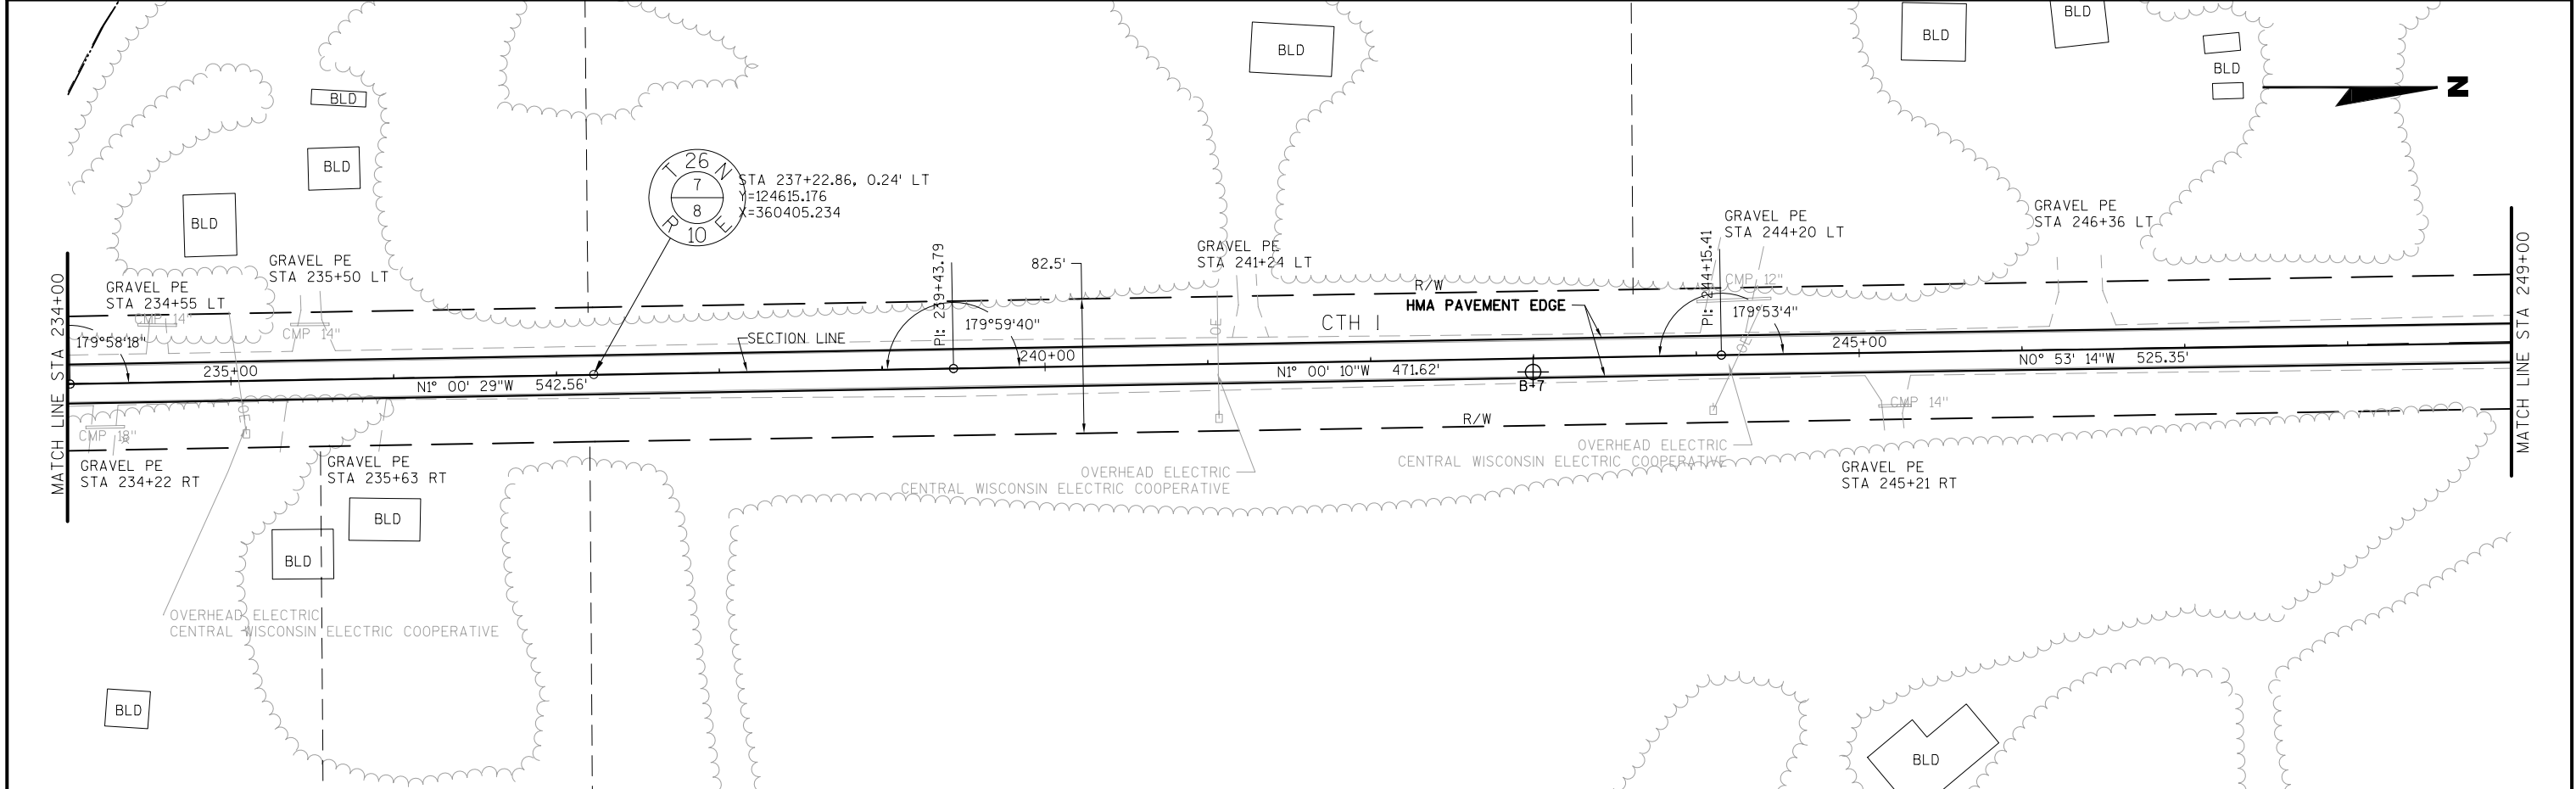 BLD
BLD
BLD
BLD
BLD
BLD
BLD
N
T 26 N
7
8
R 10 E
STA 237+22.86, 0.24' LT
Y=124615.176
X=360405.234
GRAVEL PE
STA 234+55 LT
GRAVEL PE
STA 235+50 LT
GRAVEL PE
STA 241+24 LT
GRAVEL PE
STA 244+20 LT
GRAVEL PE
STA 246+36 LT
MATCH LINE STA 234+00
MATCH LINE STA 249+00
CMP 14"
CMP 14"
CMP 12"
179°58'18"
PI: 239+43.79
179°59'40"
82.5'
PI: 244+15.41
179°53'4"
R/W
HMA PAVEMENT EDGE
CTH I
SECTION LINE
OE
OE
OE
235+00
240+00
245+00
N1° 00' 29"W 542.56'
N1° 00' 10"W 471.62'
N0° 53' 14"W 525.35'
B-7
CMP 14"
CMP 18"
R/W
GRAVEL PE
STA 234+22 RT
GRAVEL PE
STA 235+63 RT
OVERHEAD ELECTRIC
CENTRAL WISCONSIN ELECTRIC COOPERATIVE
OVERHEAD ELECTRIC
CENTRAL WISCONSIN ELECTRIC COOPERATIVE
GRAVEL PE
STA 245+21 RT
BLD
BLD
OVERHEAD ELECTRIC
CENTRAL WISCONSIN ELECTRIC COOPERATIVE
BLD
BLD